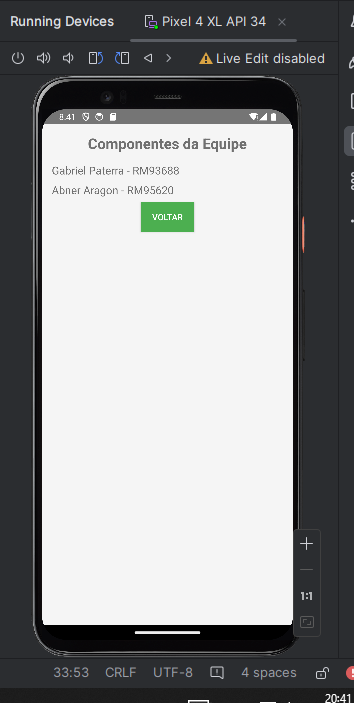 Running Devices
Pixel 4 XL API 34
Live Edit disabled
8:41
Componentes da Equipe
Gabriel Paterra - RM93688
Abner Aragon - RM95620
VOLTAR
1:1
33:53 CRLF UTF-8 4 spaces
20:41